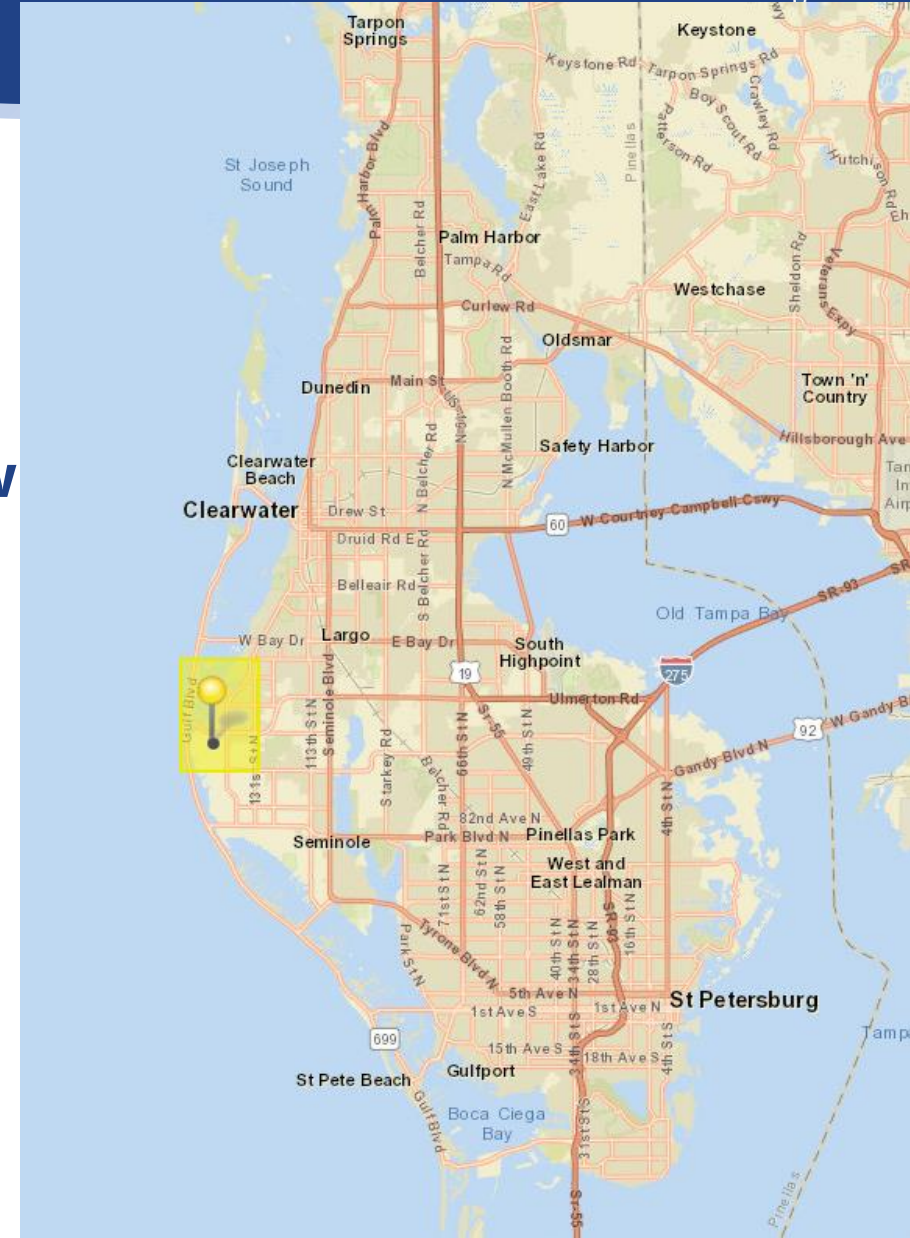 Tarpon
Springs
Keystone
Keystone Rd
Tarpon Springs Rd
Crawley Rd
Boy Scout Rd
Patterson Rd
Pinellas
Hutchison Rd
St Joseph
Sound
Palm Harbor Blvd
East Lake Rd
Belcher Rd
Palm Harbor
Tampa Rd
Sheldon Rd
Veterans Expy
Westchase
Curlew Rd
Oldsmar
N McMullen Booth Rd
Dunedin
Main St
US-19 N
Town 'n'
Country
Hillsborough Ave
Safety Harbor
N Belcher Rd
Clearwater
Beach
Clearwater
Drew St
60
W Courtney Campbell Cswy
Druid Rd E
S Belcher Rd
Belleair Rd
SR-93
SR
Old Tampa Bay
W Bay Dr
Largo
E Bay Dr
South
Highpoint
19
275
Gulf Blvd
Ulmerton Rd
113th St N
Seminole Blvd
66th St N
Sr-55
49th St N
92
W Gandy B
Gandy Blvd N
131st St N
Starkey Rd
Belcher Rd
4th St N
82nd Ave N
Seminole
Park Blvd N
Pinellas Park
West and
East Lealman
71st St N
62nd St N
58th St N
40th St N
34th St N
28th St N
SR-93
16th St N
Tyrone Blvd N
Park St N
5th Ave N
1st Ave S
1st Ave N
St Petersburg
Tampa
699
15th Ave S
34th St S
18th Ave S
4th St S
St Pete Beach
Gulfport
Gulf Blvd
Boca Ciega
Bay
31st St S
Sr-55
Pinellas